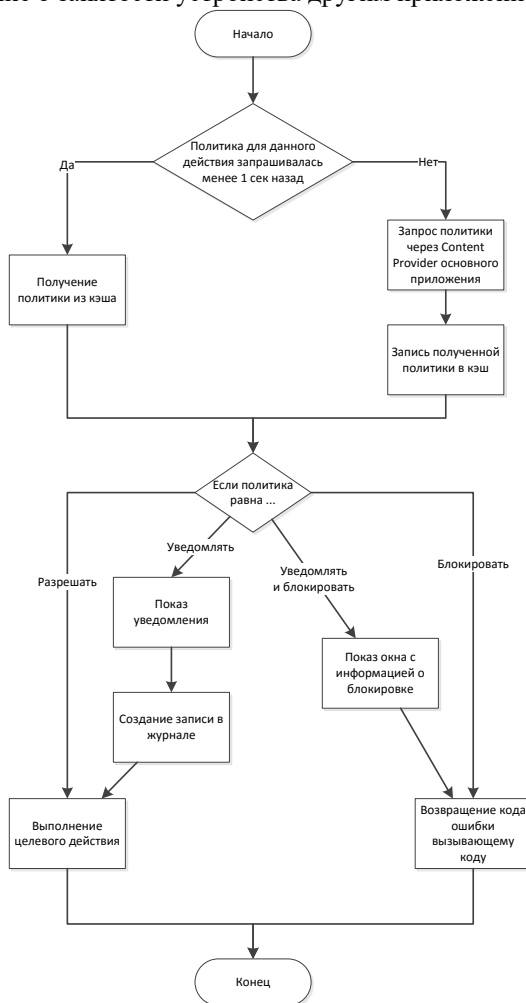 устройства другим
Начало
Политика для данного
действия запрашивалась
менее 1 сек назад
Да
Нет
Запрос политики
через Content
Provider основного
приложения
Получение
политики из кэша
Запись полученной
политики в кэш
Если политика
равна ...
Уведомлять
Уведомлять
и блокировать
Блокировать
Разрешать
Показ
уведомления
Показ окна с
информацией о
блокировке
Создание записи в
журнале
Выполнение
целевого действия
Возвращение кода
ошибки
вызывающему
коду
Конец